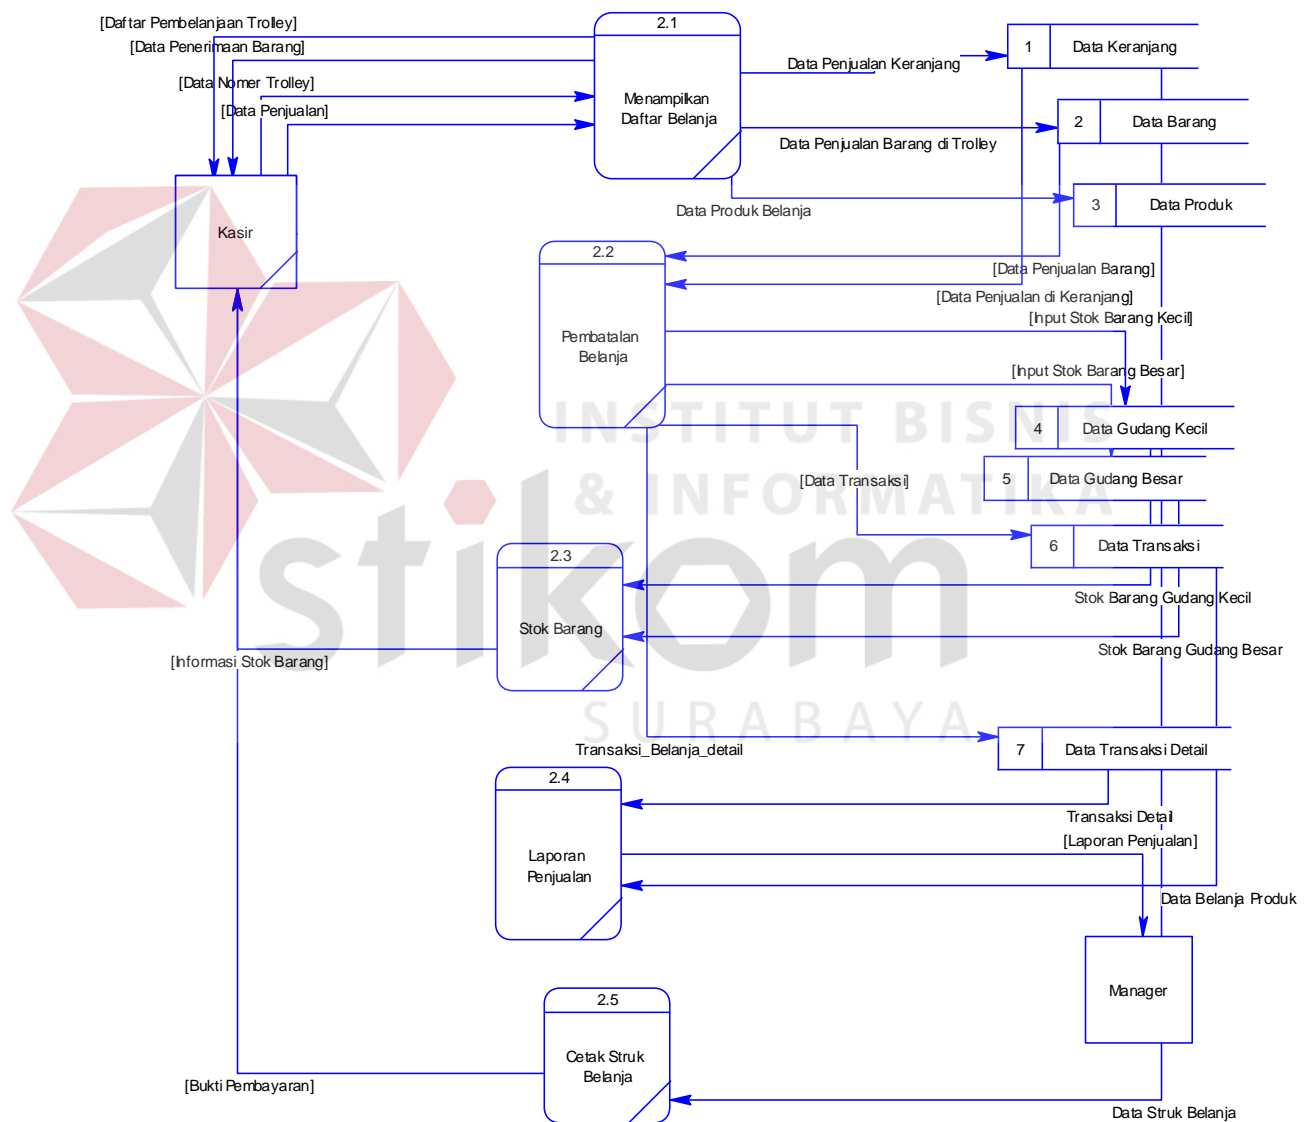 [Daftar Pembelanjaan Trolley]
[Data Penerimaan Barang]
[Data Nomer Trolley]
[Data Penjualan]
2.1
Menampilkan
Daftar Belanja
Data Penjualan Keranjang
1
Data Keranjang
2
Data Barang
Data Penjualan Barang di Trolley
3
Data Produk
Data Produk Belanja
Kasir
2.2
Pembatalan
Belanja
[Data Penjualan Barang]
[Data Penjualan di Keranjang]
[Input Stok Barang Kecil]
[Input Stok Barang Besar]
INSTITUT BISNIS
& INFORMATIKA
stikom
SURABAYA
4
Data Gudang Kecil
5
Data Gudang Besar
[Data Transaksi]
6
Data Transaksi
2.3
Stok Barang
Stok Barang Gudang Kecil
Stok Barang Gudang Besar
[Informasi Stok Barang]
Transaksi_Belanja_detail
7
Data Transaksi Detail
2.4
Laporan
Penjualan
Transaksi Detail
[Laporan Penjualan]
Data Belanja Produk
Manager
2.5
Cetak Struk
Belanja
[Bukti Pembayaran]
Data Struk Belanja